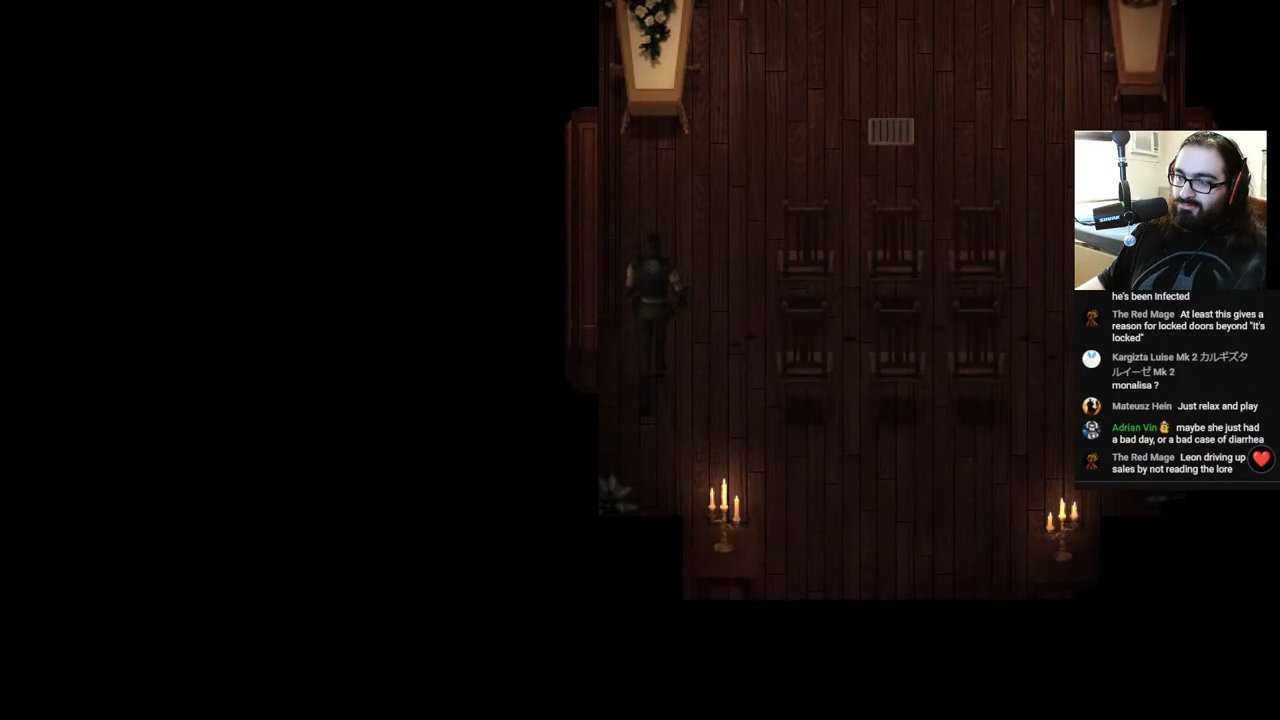 SHURE
he's been Infected
The Red Mage At least this gives a
reason for locked doors beyond "It's
locked"
Kargizta Luise Mk 2 カルギズタ
ルイーゼ Mk 2
monalisa ?
Mateusz Hein Just relax and play
Adrian Vin maybe she just had
a bad day, or a bad case of diarrhea
The Red Mage Leon driving up
sales by not reading the lore